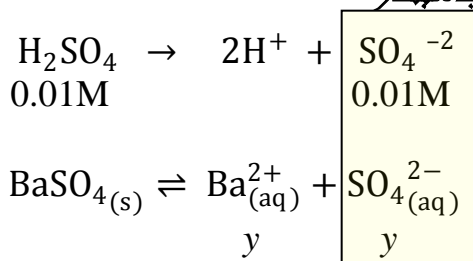 H₂SO₄ → 2H⁺ + SO₄ ⁻²
0.01M 0.01M
BaSO₄₍ₛ₎ ⇌ Ba²⁺₍aq₎ + SO₄²⁻₍aq₎
y y